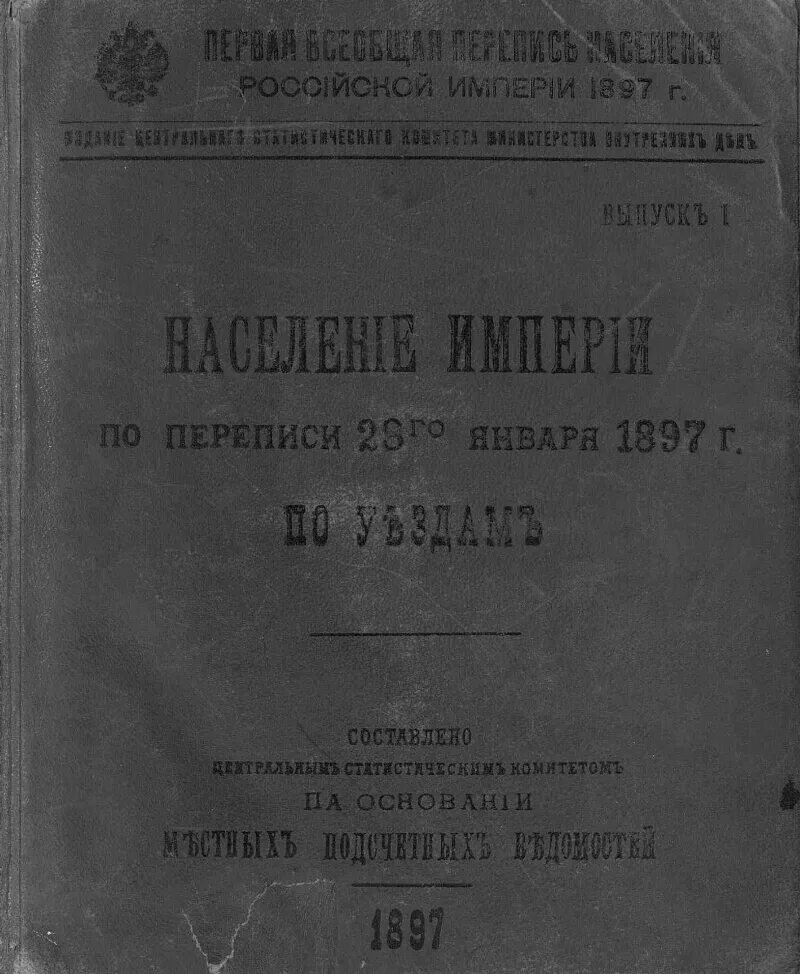 ПЕРВАЯ ВСЕОБЩАЯ ПЕРЕПИСЬ НАСЕЛЕНІЯ
РОССІЙСКОЙ ИМПЕРІИ 1897 г.
ИЗДАНІЕ ЦЕНТРАЛЬНАГО СТАТИСТИЧЕСКАГО КОМИТЕТА МИНИСТЕРСТВА ВНУТРЕННИХЪ ДѢЛЪ
ВЫПУСКЪ I
НАСЕЛЕНІЕ ИМПЕРІИ
ПО ПЕРЕПИСИ 28ГО ЯНВАРЯ 1897 Г.
ПО УѢЗДАМЪ
СОСТАВЛЕНО
ЦЕНТРАЛЬНЫМЪ СТАТИСТИЧЕСКИМЪ КОМИТЕТОМЪ
НА ОСНОВАНІИ
МѢСТНЫХЪ ПОДСЧЕТНЫХЪ ВѢДОМОСТЕЙ
1897